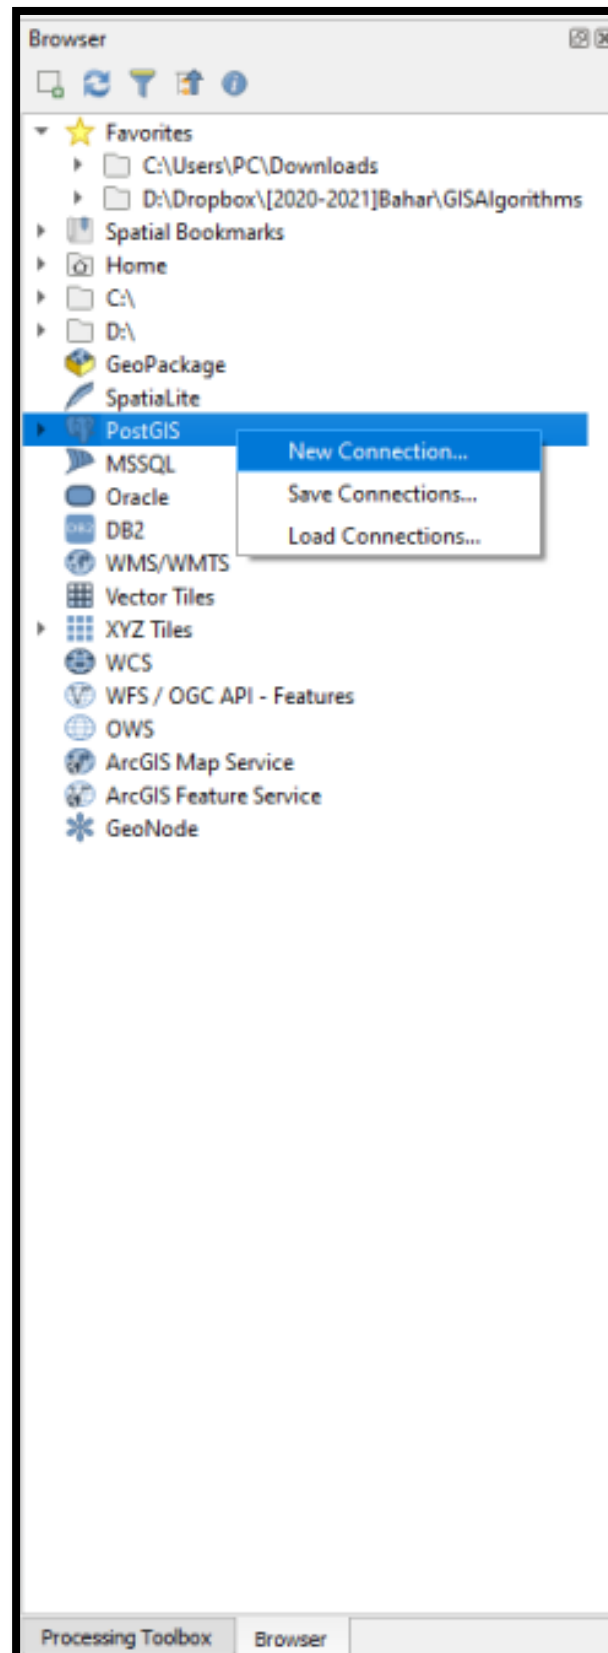 Browser
Favorites
C:\Users\PC\Downloads
D:\Dropbox\[2020-2021]Bahar\GISAlgorithms
Spatial Bookmarks
Home
C:\
D:\
GeoPackage
SpatiaLite
PostGIS
New Connection...
MSSQL
Save Connections...
Oracle
DB2 DB2
Load Connections...
WMS/WMTS
Vector Tiles
XYZ Tiles
WCS
WFS / OGC API - Features
OWS
ArcGIS Map Service
ArcGIS Feature Service
GeoNode
Processing Toolbox Browser